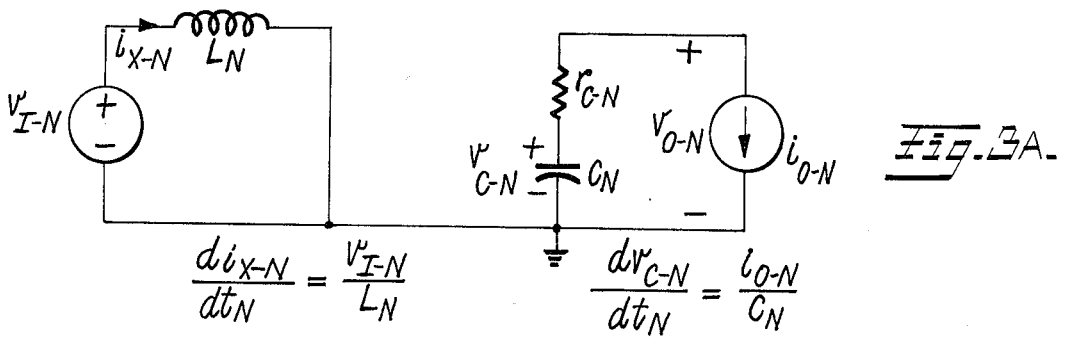 i_X-N
L_N
v_I-N
+
−
r_C-N
v_C-N
+
−
C_N
+
v_O-N
−
i_O-N
Fig. 3A.
di_X-N/dt_N = v_I-N/L_N
dv_C-N/dt_N = i_O-N/C_N